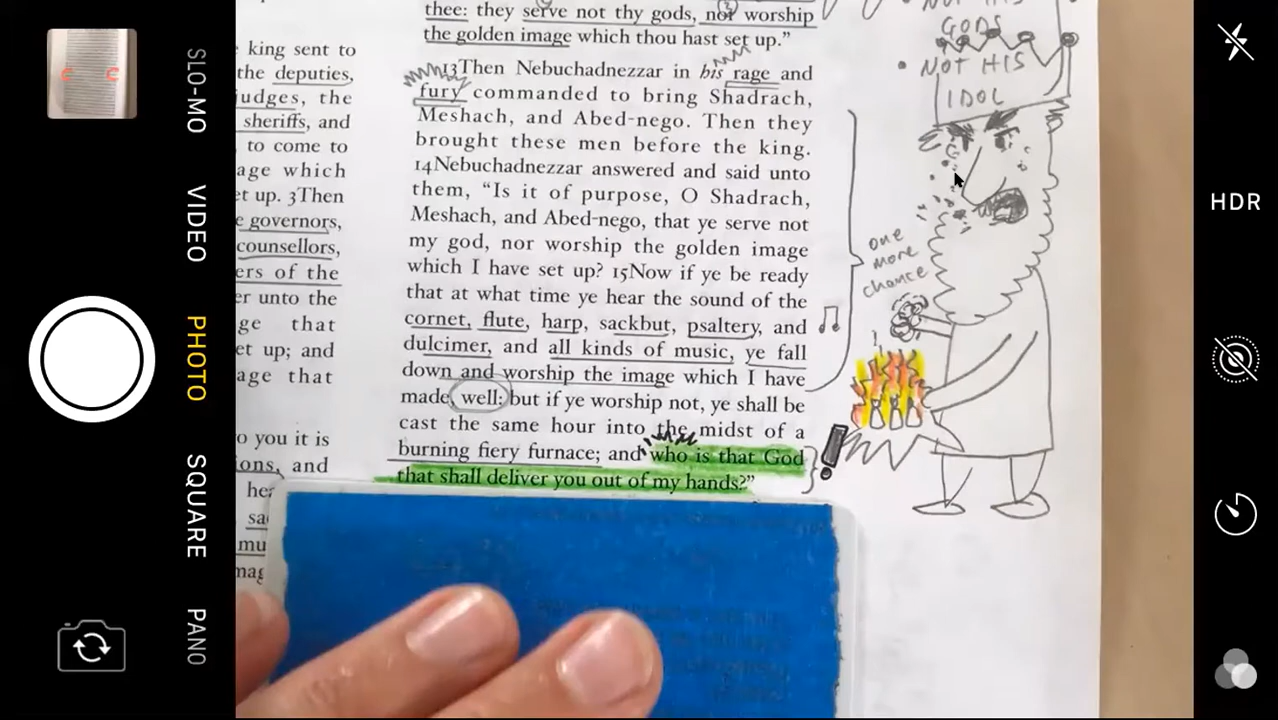 SLO-MO
VIDEO
PHOTO
SQUARE
PANO
HDR
king sent to
the deputies,
judges, the
sheriffs, and
to come to
age which
et up. 3Then
e governors,
counsellors,
ers of the
er unto the
ge that
et up; and
age that
o you it is
ions, and
hea
sa
mu
mag
thee: they serve not thy gods, nor worship
the golden image which thou hast set up.”
13Then Nebuchadnezzar in his rage and
fury commanded to bring Shadrach,
Meshach, and Abed-nego. Then they
brought these men before the king.
14Nebuchadnezzar answered and said unto
them, “Is it of purpose, O Shadrach,
Meshach, and Abed-nego, that ye serve not
my god, nor worship the golden image
which I have set up? 15Now if ye be ready
that at what time ye hear the sound of the
cornet, flute, harp, sackbut, psaltery, and
dulcimer, and all kinds of music, ye fall
down and worship the image which I have
made, well: but if ye worship not, ye shall be
cast the same hour into the midst of a
burning fiery furnace; and who is that God
that shall deliver you out of my hands?”
• NOT HIS
GODS
• NOT HIS
IDOL
one
more
chance
!